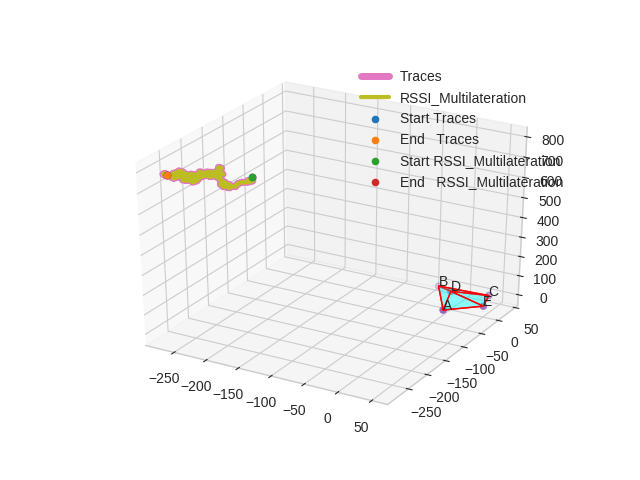 Traces
RSSI_Multilateration
Start Traces
End Traces
Start RSSI_Multilateration
End RSSI_Multilateration
800
700
600
500
400
300
200
100
0
B
D
C
A
E
50
0
−50
−100
−150
−200
−250
−250
−200
−150
−100
−50
0
50